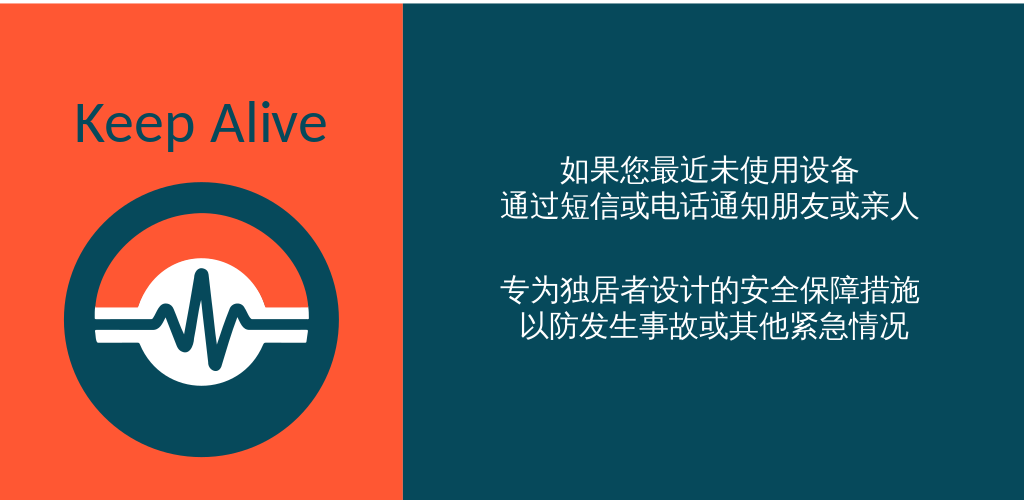 Keep Alive
如果您最近未使用设备
通过短信或电话通知朋友或亲人
专为独居者设计的安全保障措施
以防发生事故或其他紧急情况